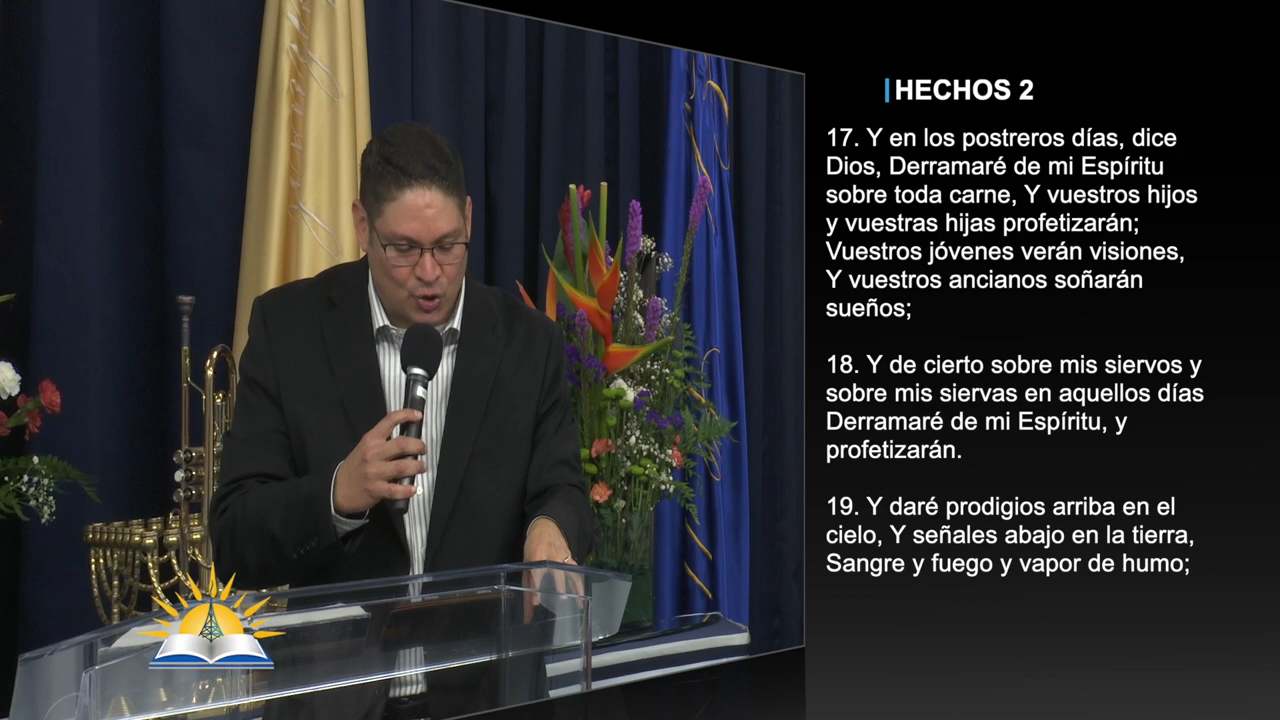 HECHOS 2
17. Y en los postreros días, dice
Dios, Derramaré de mi Espíritu
sobre toda carne, Y vuestros hijos
y vuestras hijas profetizarán;
Vuestros jóvenes verán visiones,
Y vuestros ancianos soñarán
sueños;
18. Y de cierto sobre mis siervos y
sobre mis siervas en aquellos días
Derramaré de mi Espíritu, y
profetizarán.
19. Y daré prodigios arriba en el
cielo, Y señales abajo en la tierra,
Sangre y fuego y vapor de humo;